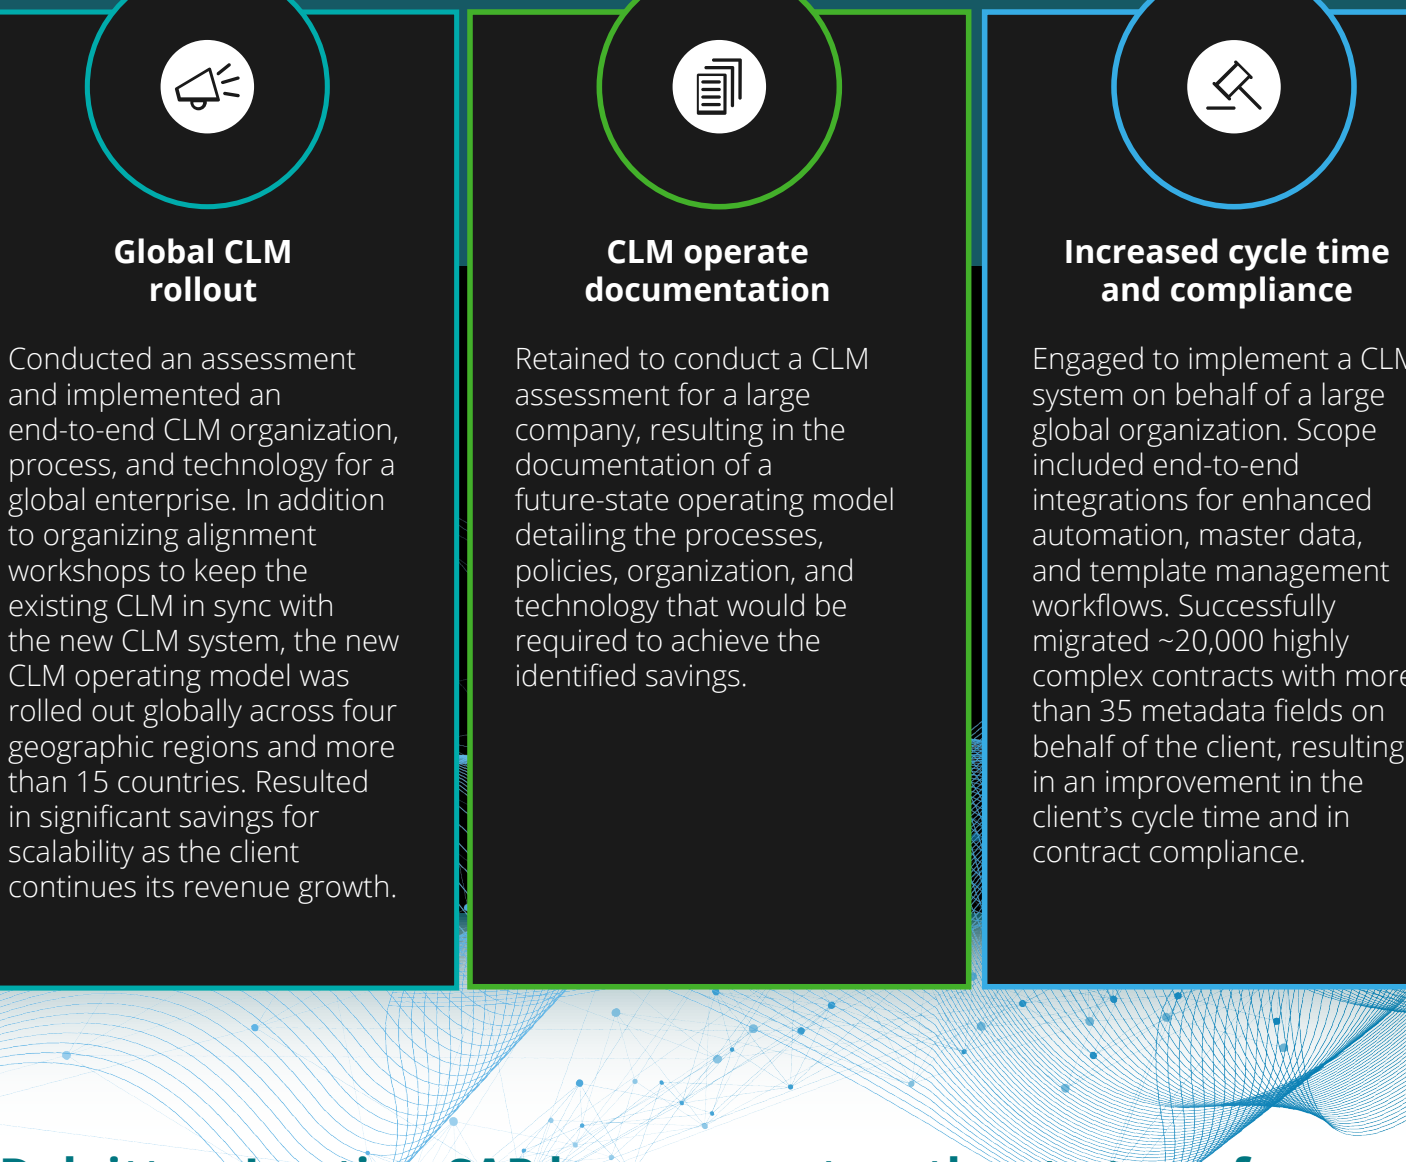 Global CLM
rollout
Conducted an assessment
and implemented an
end-to-end CLM organization,
process, and technology for a
global enterprise. In addition
to organizing alignment
workshops to keep the
existing CLM in sync with
the new CLM system, the new
CLM operating model was
rolled out globally across four
geographic regions and more
than 15 countries. Resulted
in significant savings for
scalability as the client
continues its revenue growth.
CLM operate
documentation
Retained to conduct a CLM
assessment for a large
company, resulting in the
documentation of a
future-state operating model
detailing the processes,
policies, organization, and
technology that would be
required to achieve the
identified savings.
Increased cycle time
and compliance
Engaged to implement a CLM
system on behalf of a large
global organization. Scope
included end-to-end
integrations for enhanced
automation, master data,
and template management
workflows. Successfully
migrated ~20,000 highly
complex contracts with more
than 35 metadata fields on
behalf of the client, resulting
in an improvement in the
client’s cycle time and in
contract compliance.